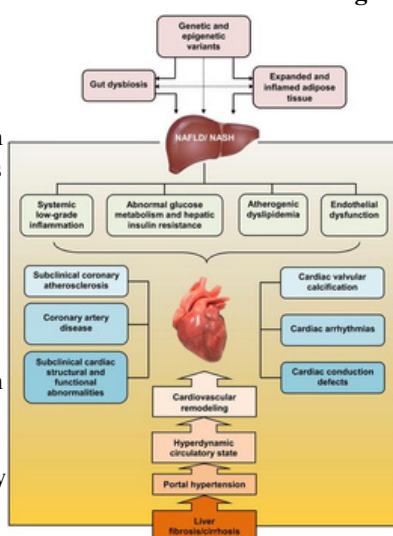 Genetic and
epigenetic
variants
Gut dysbiosis
Expanded and
inflamed adipose
tissue
NAFLD/ NASH
Systemic
low-grade
inflammation
Abnormal glucose
metabolism and hepatic
insulin resistance
Atherogenic
dyslipidemia
Endothelial
dysfunction
Subclinical coronary
atherosclerosis
Coronary artery
disease
Subclinical cardiac
structural and
functional
abnormalities
Cardiac valvular
calcification
Cardiac arrhythmias
Cardiac conduction
defects
Cardiovascular
remodeling
Hyperdynamic
circulatory state
Portal hypertension
Liver
fibrosis/cirrhosis